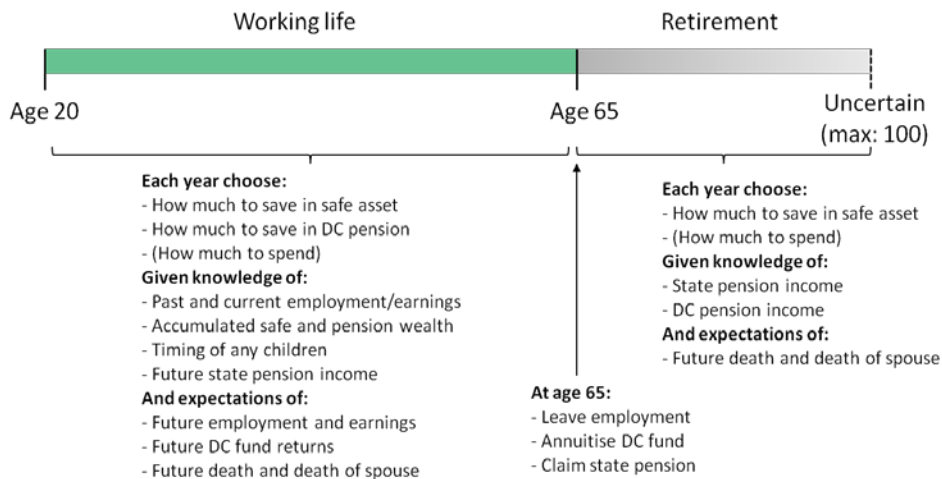 Working life
Retirement
Age 20
Age 65
Uncertain
(max: 100)
Each year choose:
- How much to save in safe asset
- How much to save in DC pension
- (How much to spend)
Given knowledge of:
- Past and current employment/earnings
- Accumulated safe and pension wealth
- Timing of any children
- Future state pension income
And expectations of:
- Future employment and earnings
- Future DC fund returns
- Future death and death of spouse
At age 65:
- Leave employment
- Annuitise DC fund
- Claim state pension
Each year choose:
- How much to save in safe asset
- (How much to spend)
Given knowledge of:
- State pension income
- DC pension income
And expectations of:
- Future death and death of spouse